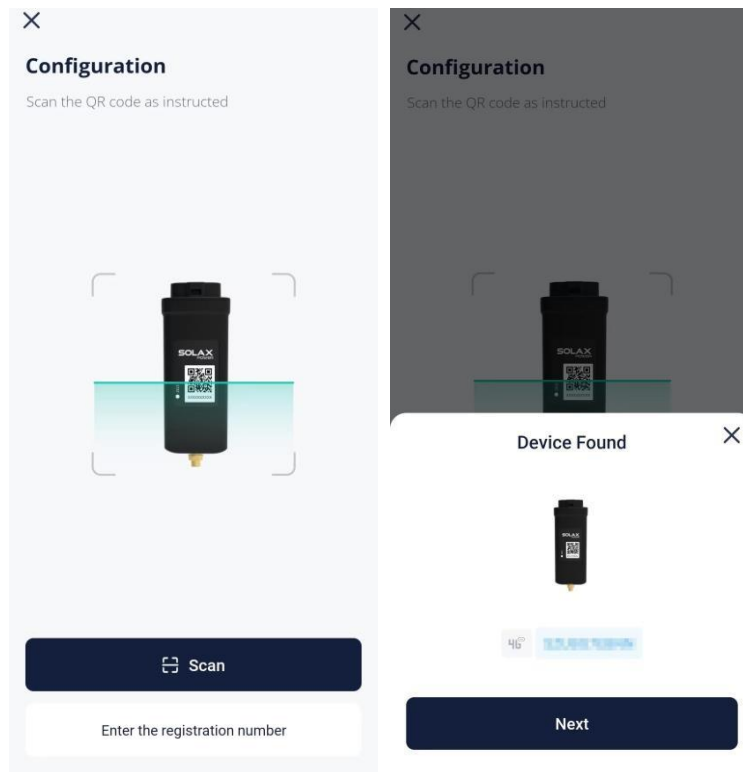 Configuration
Scan the QR code as instructed
SOLAX
POWER
Scan
Enter the registration number
Configuration
Scan the QR code as instructed
SOLAX
Device Found
SOLAX
4G
Next